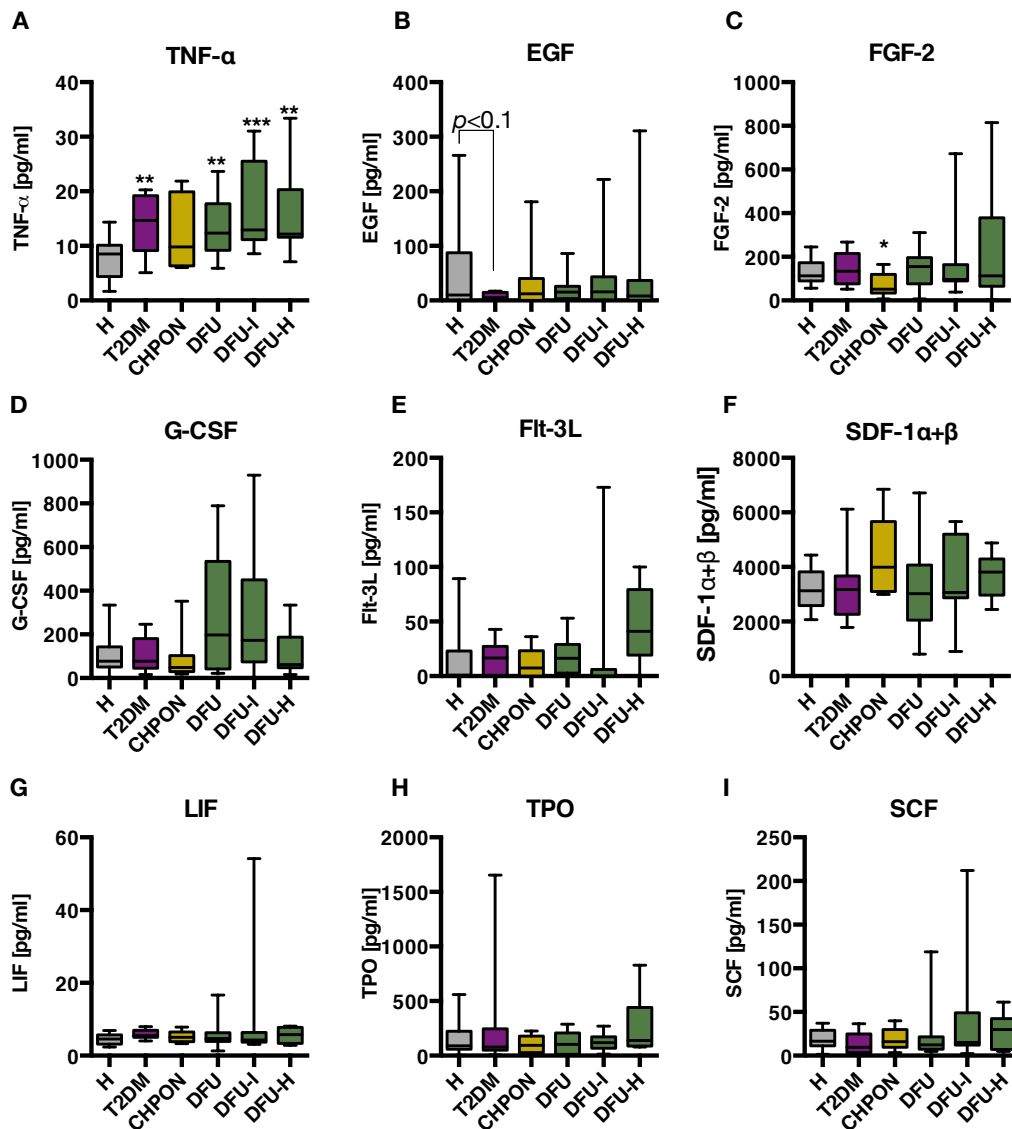 A
TNF-α
TNF-α [pg/ml]
40
30
20
10
0
**
**
***
**
H
T2DM
CHPON
DFU
DFU-I
DFU-H
B
EGF
EGF [pg/ml]
400
300
200
100
0
p<0.1
H
T2DM
CHPON
DFU
DFU-I
DFU-H
C
FGF-2
FGF-2 [pg/ml]
1000
800
600
400
200
0
*
H
T2DM
CHPON
DFU
DFU-I
DFU-H
D
G-CSF
G-CSF [pg/ml]
1000
800
600
400
200
0
H
T2DM
CHPON
DFU
DFU-I
DFU-H
E
Flt-3L
Flt-3L [pg/ml]
200
150
100
50
0
H
T2DM
CHPON
DFU
DFU-I
DFU-H
F
SDF-1α+β
SDF-1α+β [pg/ml]
8000
6000
4000
2000
0
H
T2DM
CHPON
DFU
DFU-I
DFU-H
G
LIF
LIF [pg/ml]
60
40
20
0
H
T2DM
CHPON
DFU
DFU-I
DFU-H
H
TPO
TPO [pg/ml]
2000
1500
1000
500
0
H
T2DM
CHPON
DFU
DFU-I
DFU-H
I
SCF
SCF [pg/ml]
250
200
150
100
50
0
H
T2DM
CHPON
DFU
DFU-I
DFU-H